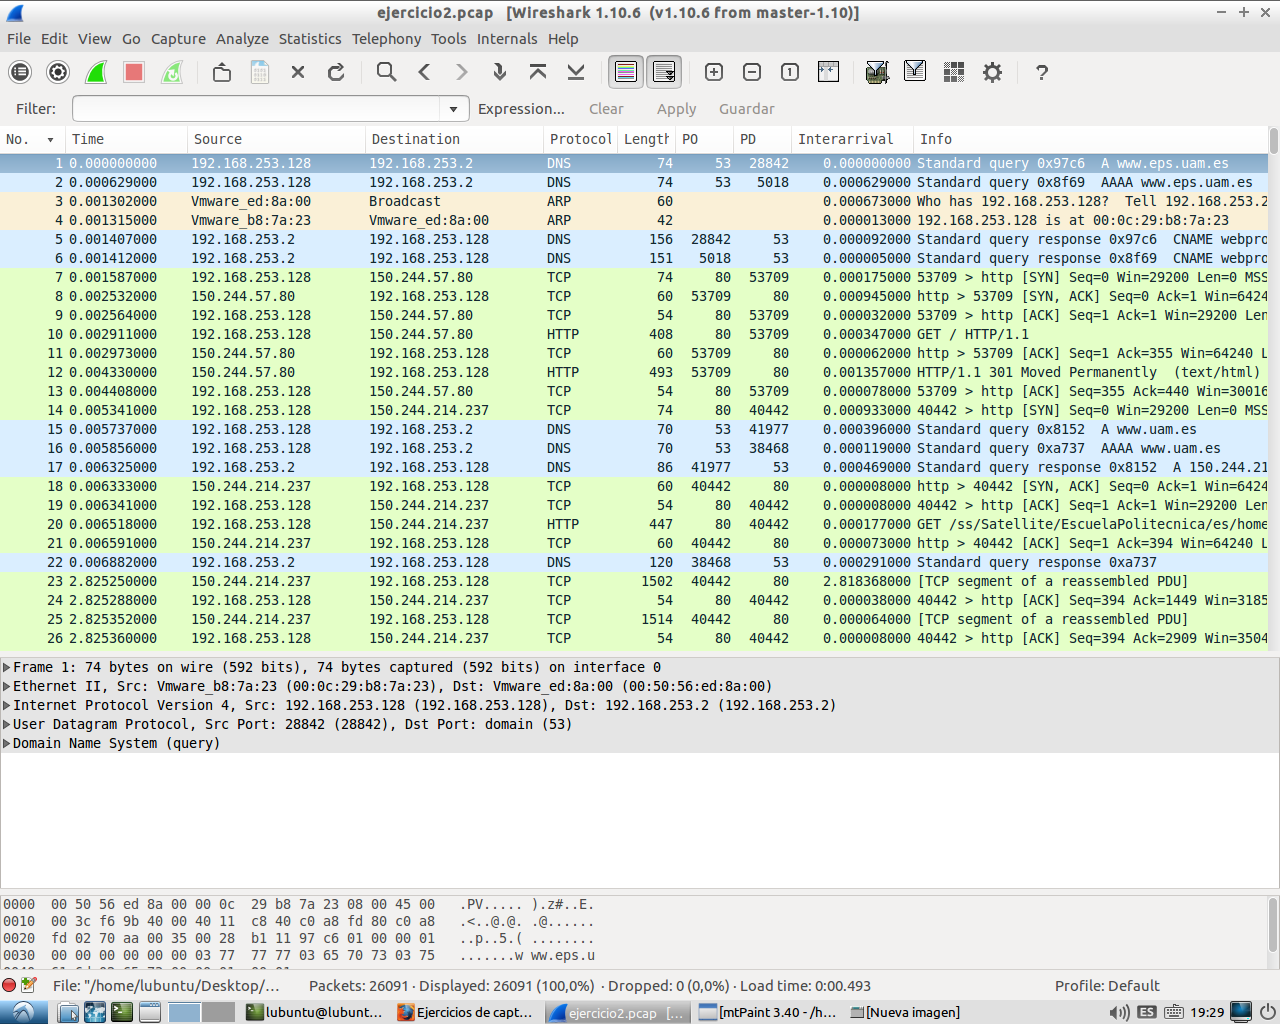 ejercicio2.pcap [Wireshark 1.10.6 (v1.10.6 from master-1.10)]
File Edit View Go Capture Analyze Statistics Telephony Tools Internals Help
Filter: Expression... Clear Apply Guardar
No. Time Source Destination Protocol Length PO PD Interarrival Info
1 0.000000000 192.168.253.128 192.168.253.2 DNS 74 53 28842 0.000000000 Standard query 0x97c6 A www.eps.uam.es
2 0.000629000 192.168.253.128 192.168.253.2 DNS 74 53 5018 0.000629000 Standard query 0x8f69 AAAA www.eps.uam.es
3 0.001302000 Vmware_ed:8a:00 Broadcast ARP 60 0.000673000 Who has 192.168.253.128? Tell 192.168.253.2
4 0.001315000 Vmware_b8:7a:23 Vmware_ed:8a:00 ARP 42 0.000013000 192.168.253.128 is at 00:0c:29:b8:7a:23
5 0.001407000 192.168.253.2 192.168.253.128 DNS 156 28842 53 0.000092000 Standard query response 0x97c6 CNAME webpro
6 0.001412000 192.168.253.2 192.168.253.128 DNS 151 5018 53 0.000005000 Standard query response 0x8f69 CNAME webpro
7 0.001587000 192.168.253.128 150.244.57.80 TCP 74 80 53709 0.000175000 53709 > http [SYN] Seq=0 Win=29200 Len=0 MSS
8 0.002532000 150.244.57.80 192.168.253.128 TCP 60 53709 80 0.000945000 http > 53709 [SYN, ACK] Seq=0 Ack=1 Win=6424
9 0.002564000 192.168.253.128 150.244.57.80 TCP 54 80 53709 0.000032000 53709 > http [ACK] Seq=1 Ack=1 Win=29200 Len
10 0.002911000 192.168.253.128 150.244.57.80 HTTP 408 80 53709 0.000347000 GET / HTTP/1.1
11 0.002973000 150.244.57.80 192.168.253.128 TCP 60 53709 80 0.000062000 http > 53709 [ACK] Seq=1 Ack=355 Win=64240 L
12 0.004330000 150.244.57.80 192.168.253.128 HTTP 493 53709 80 0.001357000 HTTP/1.1 301 Moved Permanently (text/html)
13 0.004408000 192.168.253.128 150.244.57.80 TCP 54 80 53709 0.000078000 53709 > http [ACK] Seq=355 Ack=440 Win=30016
14 0.005341000 192.168.253.128 150.244.214.237 TCP 74 80 40442 0.000933000 40442 > http [SYN] Seq=0 Win=29200 Len=0 MSS
15 0.005737000 192.168.253.128 192.168.253.2 DNS 70 53 41977 0.000396000 Standard query 0x8152 A www.uam.es
16 0.005856000 192.168.253.128 192.168.253.2 DNS 70 53 38468 0.000119000 Standard query 0xa737 AAAA www.uam.es
17 0.006325000 192.168.253.2 192.168.253.128 DNS 86 41977 53 0.000469000 Standard query response 0x8152 A 150.244.21
18 0.006333000 150.244.214.237 192.168.253.128 TCP 60 40442 80 0.000008000 http > 40442 [SYN, ACK] Seq=0 Ack=1 Win=6424
19 0.006341000 192.168.253.128 150.244.214.237 TCP 54 80 40442 0.000008000 40442 > http [ACK] Seq=1 Ack=1 Win=29200 Len
20 0.006518000 192.168.253.128 150.244.214.237 HTTP 447 80 40442 0.000177000 GET /ss/Satellite/EscuelaPolitecnica/es/home
21 0.006591000 150.244.214.237 192.168.253.128 TCP 60 40442 80 0.000073000 http > 40442 [ACK] Seq=1 Ack=394 Win=64240 L
22 0.006882000 192.168.253.2 192.168.253.128 DNS 120 38468 53 0.000291000 Standard query response 0xa737
23 2.825250000 150.244.214.237 192.168.253.128 TCP 1502 40442 80 2.818368000 [TCP segment of a reassembled PDU]
24 2.825288000 192.168.253.128 150.244.214.237 TCP 54 80 40442 0.000038000 40442 > http [ACK] Seq=394 Ack=1449 Win=3185
25 2.825352000 150.244.214.237 192.168.253.128 TCP 1514 40442 80 0.000064000 [TCP segment of a reassembled PDU]
26 2.825360000 192.168.253.128 150.244.214.237 TCP 54 80 40442 0.000008000 40442 > http [ACK] Seq=394 Ack=2909 Win=3504
Frame 1: 74 bytes on wire (592 bits), 74 bytes captured (592 bits) on interface 0
Ethernet II, Src: Vmware_b8:7a:23 (00:0c:29:b8:7a:23), Dst: Vmware_ed:8a:00 (00:50:56:ed:8a:00)
Internet Protocol Version 4, Src: 192.168.253.128 (192.168.253.128), Dst: 192.168.253.2 (192.168.253.2)
User Datagram Protocol, Src Port: 28842 (28842), Dst Port: domain (53)
Domain Name System (query)
0000 00 50 56 ed 8a 00 00 0c 29 b8 7a 23 08 00 45 00 .PV..... ).z#..E.
0010 00 3c f6 9b 40 00 40 11 c8 40 c0 a8 fd 80 c0 a8 .<..@.@. .@......
0020 fd 02 70 aa 00 35 00 28 b1 11 97 c6 01 00 00 01 ..p..5.( ........
0030 00 00 00 00 00 00 03 77 77 77 03 65 70 73 03 75 .......w ww.eps.u
File: "/home/lubuntu/Desktop/... Packets: 26091 · Displayed: 26091 (100,0%) · Dropped: 0 (0,0%) · Load time: 0:00.493 Profile: Default
lubuntu@lubunt... Ejercicios de capt... ejercicio2.pcap [... [mtPaint 3.40 - /h... [Nueva imagen] ES 19:29